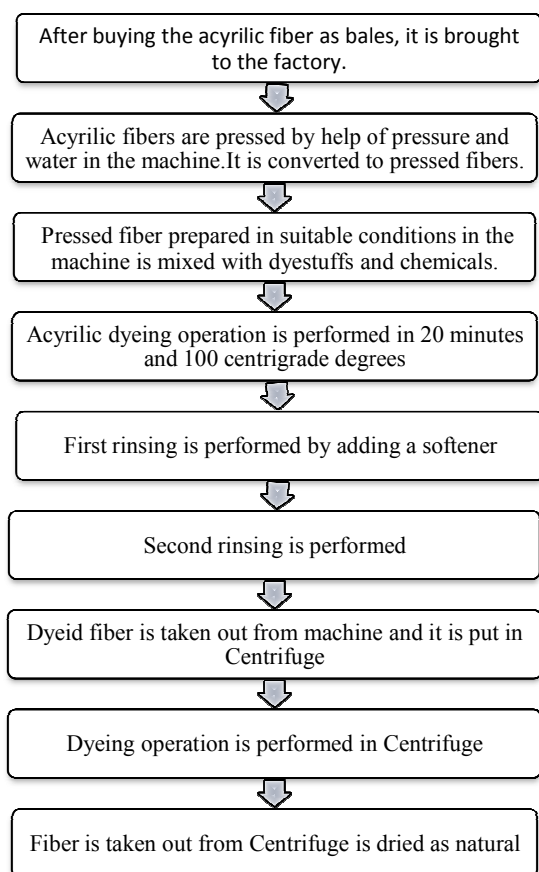 After buying the acyrilic fiber as bales, it is brought
to the factory.
Acyrilic fibers are pressed by help of pressure and
water in the machine.It is converted to pressed fibers.
Pressed fiber prepared in suitable conditions in the
machine is mixed with dyestuffs and chemicals.
Acyrilic dyeing operation is performed in 20 minutes
and 100 centrigrade degrees
First rinsing is performed by adding a softener
Second rinsing is performed
Dyeid fiber is taken out from machine and it is put in
Centrifuge
Dyeing operation is performed in Centrifuge
Fiber is taken out from Centrifuge is dried as natural